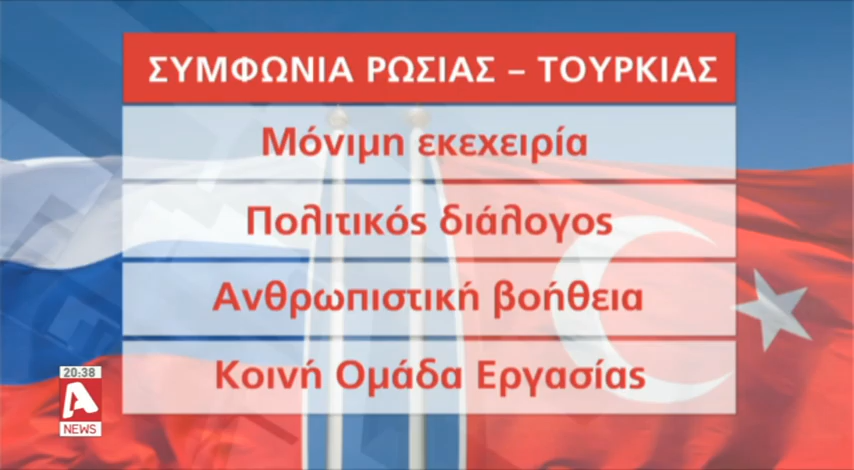 ΣΥΜΦΩΝΙΑ ΡΩΣΙΑΣ – ΤΟΥΡΚΙΑΣ
Μόνιμη εκεχειρία
Πολιτικός διάλογος
Ανθρωπιστική βοήθεια
Κοινή Ομάδα Εργασίας
20:38
A
NEWS